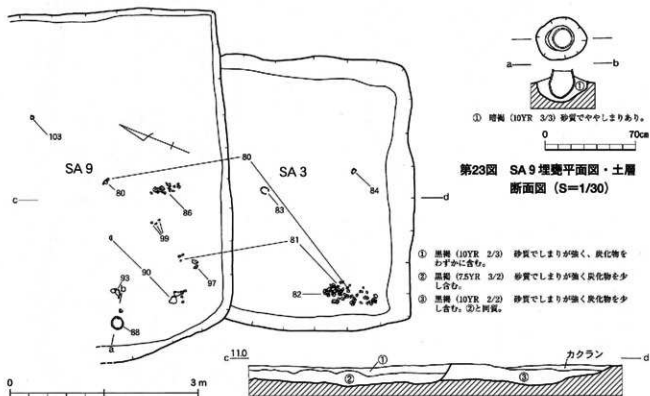 a
b
①
① 暗褐 (10YR 3/3) 砂質でややしまりあり。
0 70cm
第23図 SA9埋甕平面図・土層
断面図 (S=1/30)
103
SA 9
80
80
86
99
90
93
b
97
88
a
c
SA 3
83
84
81
82
d
① 黒褐 (10YR 2/3) 砂質でしまりが強く、炭化物を
わずかに含む。
② 黒褐 (7.5YR 3/2) 砂質でしまりが強く炭化物を少
し含む。
③ 黒褐 (10YR 2/2) 砂質でしまりが強く炭化物を少
し含む。②と同質。
c 11.0
①
②
③
カクラン
d
0 3 m